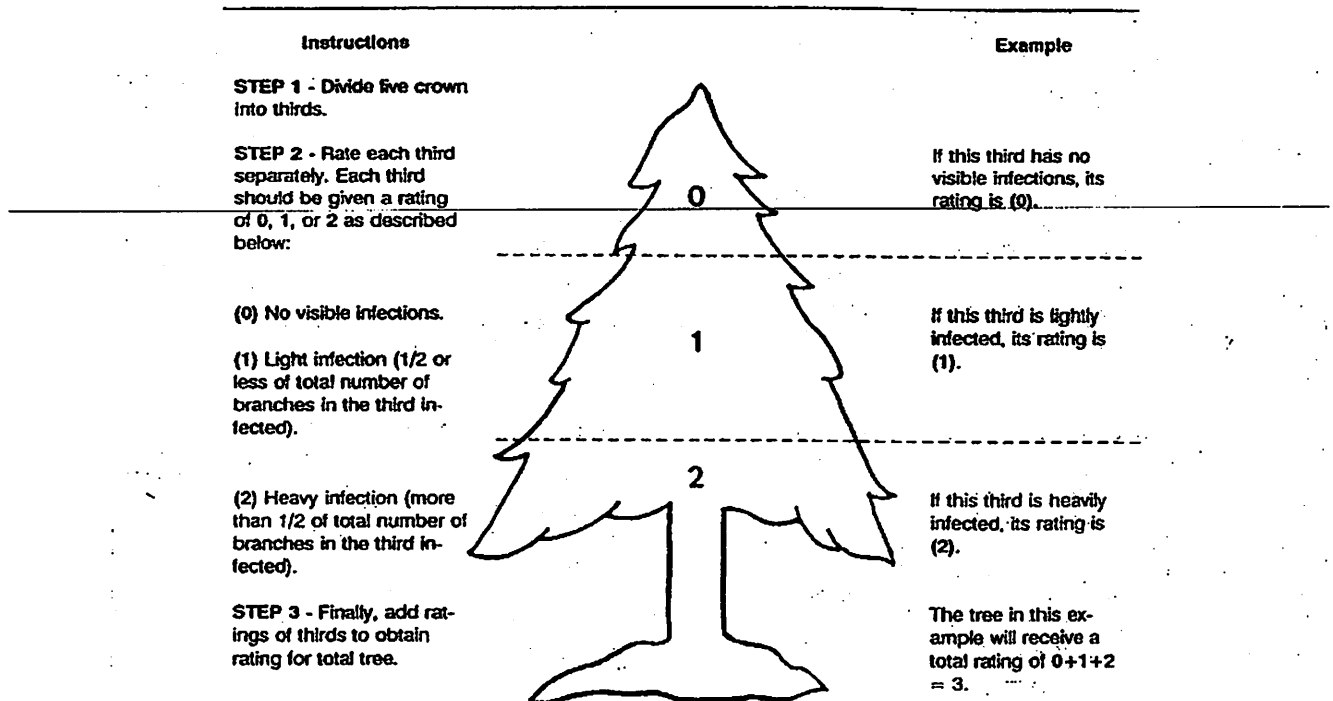 Instructions
STEP 1 - Divide live crown
into thirds.
STEP 2 - Rate each third
separately. Each third
should be given a rating
of 0, 1, or 2 as described
below:
(0) No visible infections.
(1) Light infection (1/2 or
less of total number of
branches in the third in-
fected).
(2) Heavy infection (more
than 1/2 of total number of
branches in the third in-
fected).
STEP 3 - Finally, add rat-
ings of thirds to obtain
rating for total tree.
0
1
2
Example
If this third has no
visible infections, its
rating is (0).
If this third is lightly
infected, its rating is
(1).
If this third is heavily
infected, its rating is
(2).
The tree in this ex-
ample will receive a
total rating of 0+1+2
= 3.